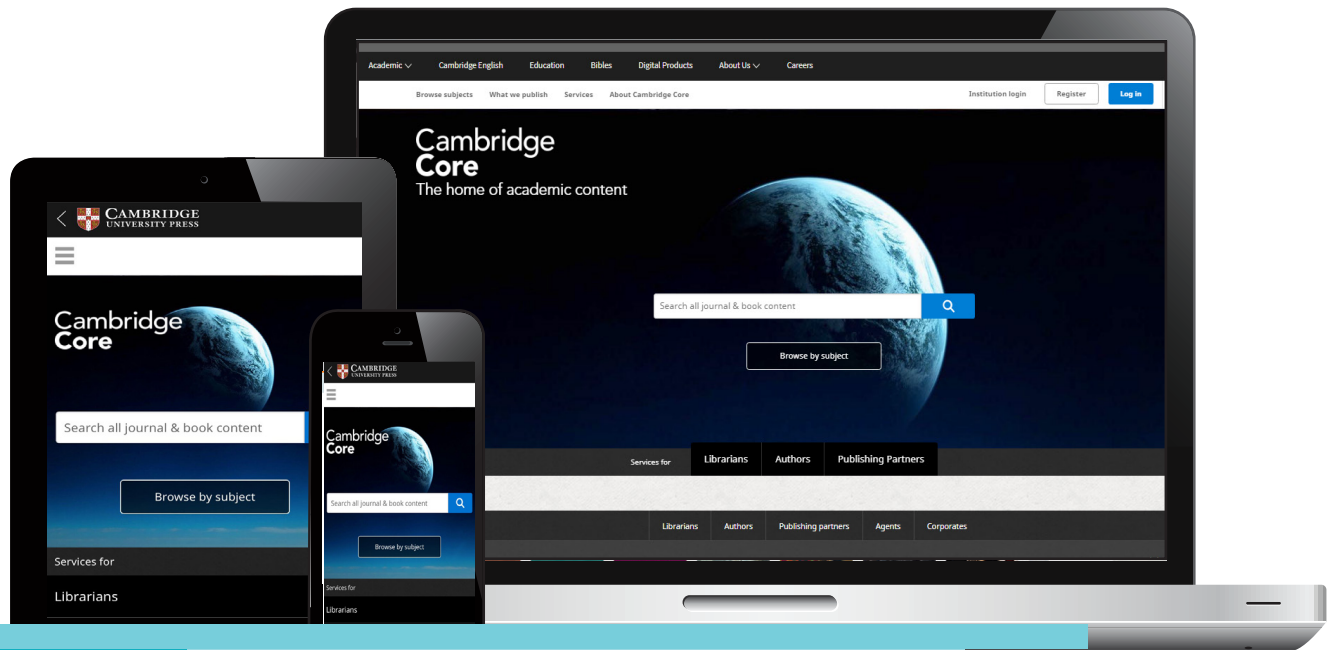 Academic Cambridge English Education Bibles Digital Products About Us Careers
Browse subjects What we publish Services About Cambridge Core Institution login Register Log in
Cambridge
Core
The home of academic content
Search all journal & book content
Browse by subject
Services for Librarians Authors Publishing Partners
Librarians Authors Publishing partners Agents Corporates
CAMBRIDGE
UNIVERSITY PRESS
Cambridge
Core
Search all journal & book content
Browse by subject
Services for
Librarians
CAMBRIDGE
UNIVERSITY PRESS
Cambridge
Core
Search all journal & book content
Browse by subject
Services for
Librarians